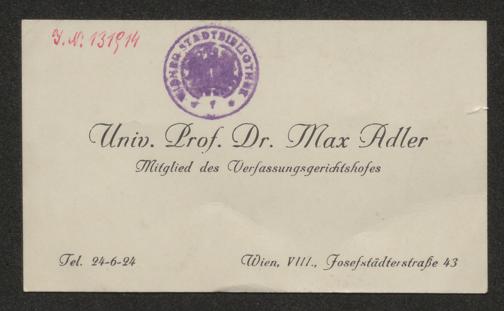 J. N: 131914
WIENER STADTBIBLIOTHEK
Univ. Prof. Dr. Max Adler
Mitglied des Verfassungsgerichtshofes
Tel. 24-6-24
Wien, VIII., Josefstädterstraße 43